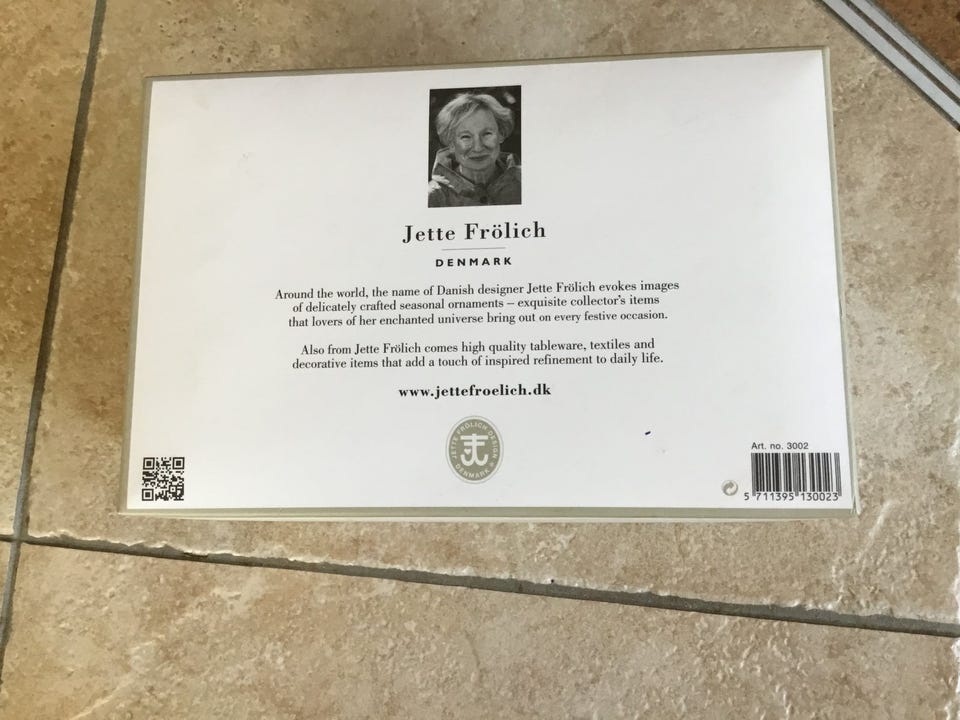 Jette Frölich
DENMARK
Around the world, the name of Danish designer Jette Frölich evokes images
of delicately crafted seasonal ornaments – exquisite collector's items
that lovers of her enchanted universe bring out on every festive occasion.
Also from Jette Frölich comes high quality tableware, textiles and
decorative items that add a touch of inspired refinement to daily life.
www.jettefroelich.dk
JETTE FRÖLICH DESIGN ®
DENMARK
Art. no. 3002
5 711395 130023